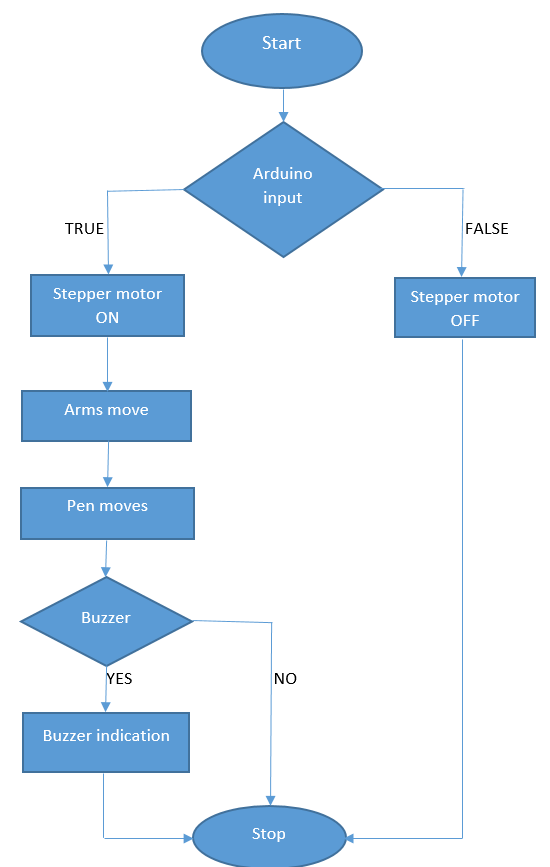 Start
Arduino
input
TRUE
FALSE
Stepper motor
ON
Stepper motor
OFF
Arms move
Pen moves
Buzzer
YES
NO
Buzzer indication
Stop